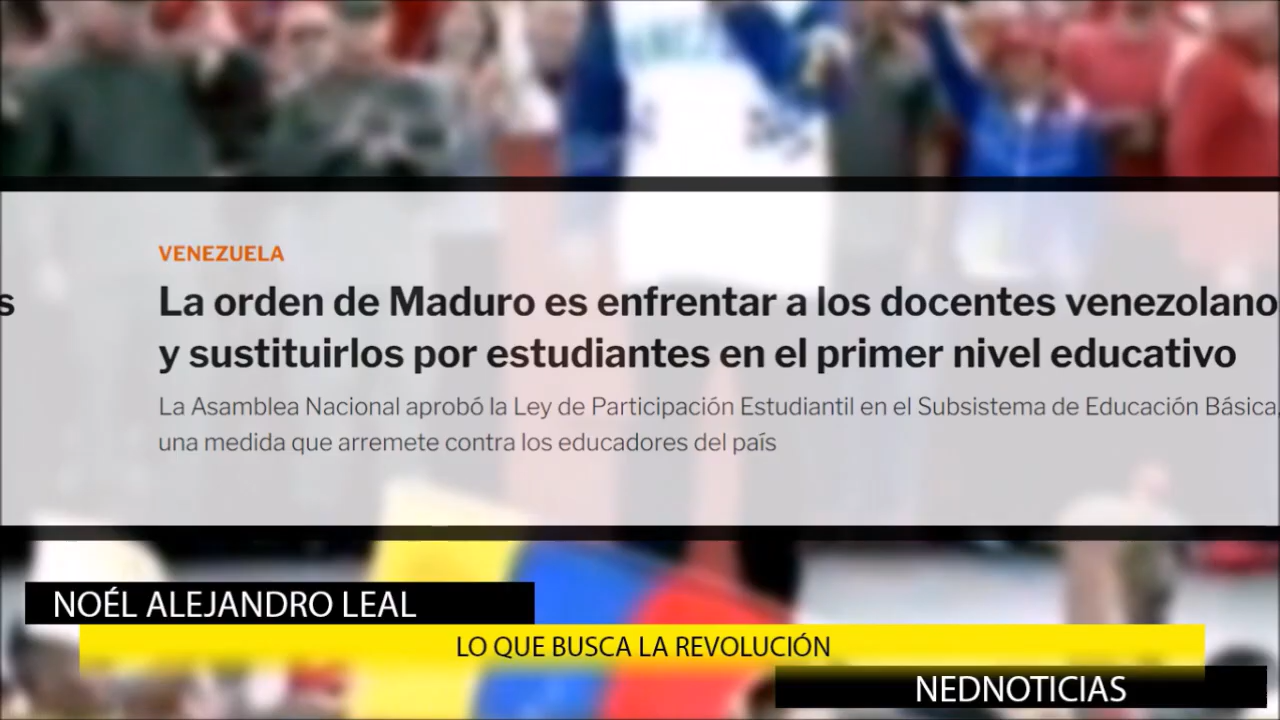 s
VENEZUELA
La orden de Maduro es enfrentar a los docentes venezolano
y sustituirlos por estudiantes en el primer nivel educativo
La Asamblea Nacional aprobó la Ley de Participación Estudiantil en el Subsistema de Educación Básica
una medida que arremete contra los educadores del país
NOÉL ALEJANDRO LEAL
LO QUE BUSCA LA REVOLUCIÓN
NEDNOTICIAS